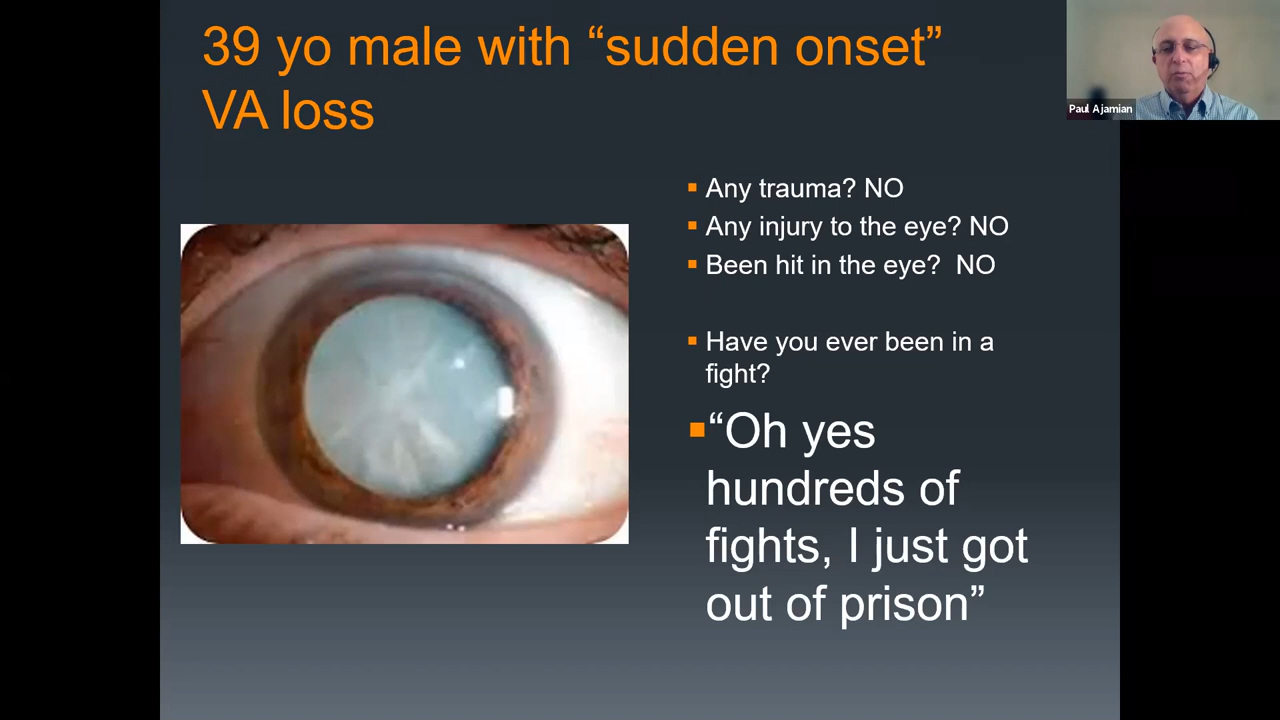 39 yo male with “sudden onset”
VA loss
Paul Ajamian
▪ Any trauma? NO
▪ Any injury to the eye? NO
▪ Been hit in the eye?  NO
▪ Have you ever been in a
fight?
▪“Oh yes
hundreds of
fights, I just got
out of prison”